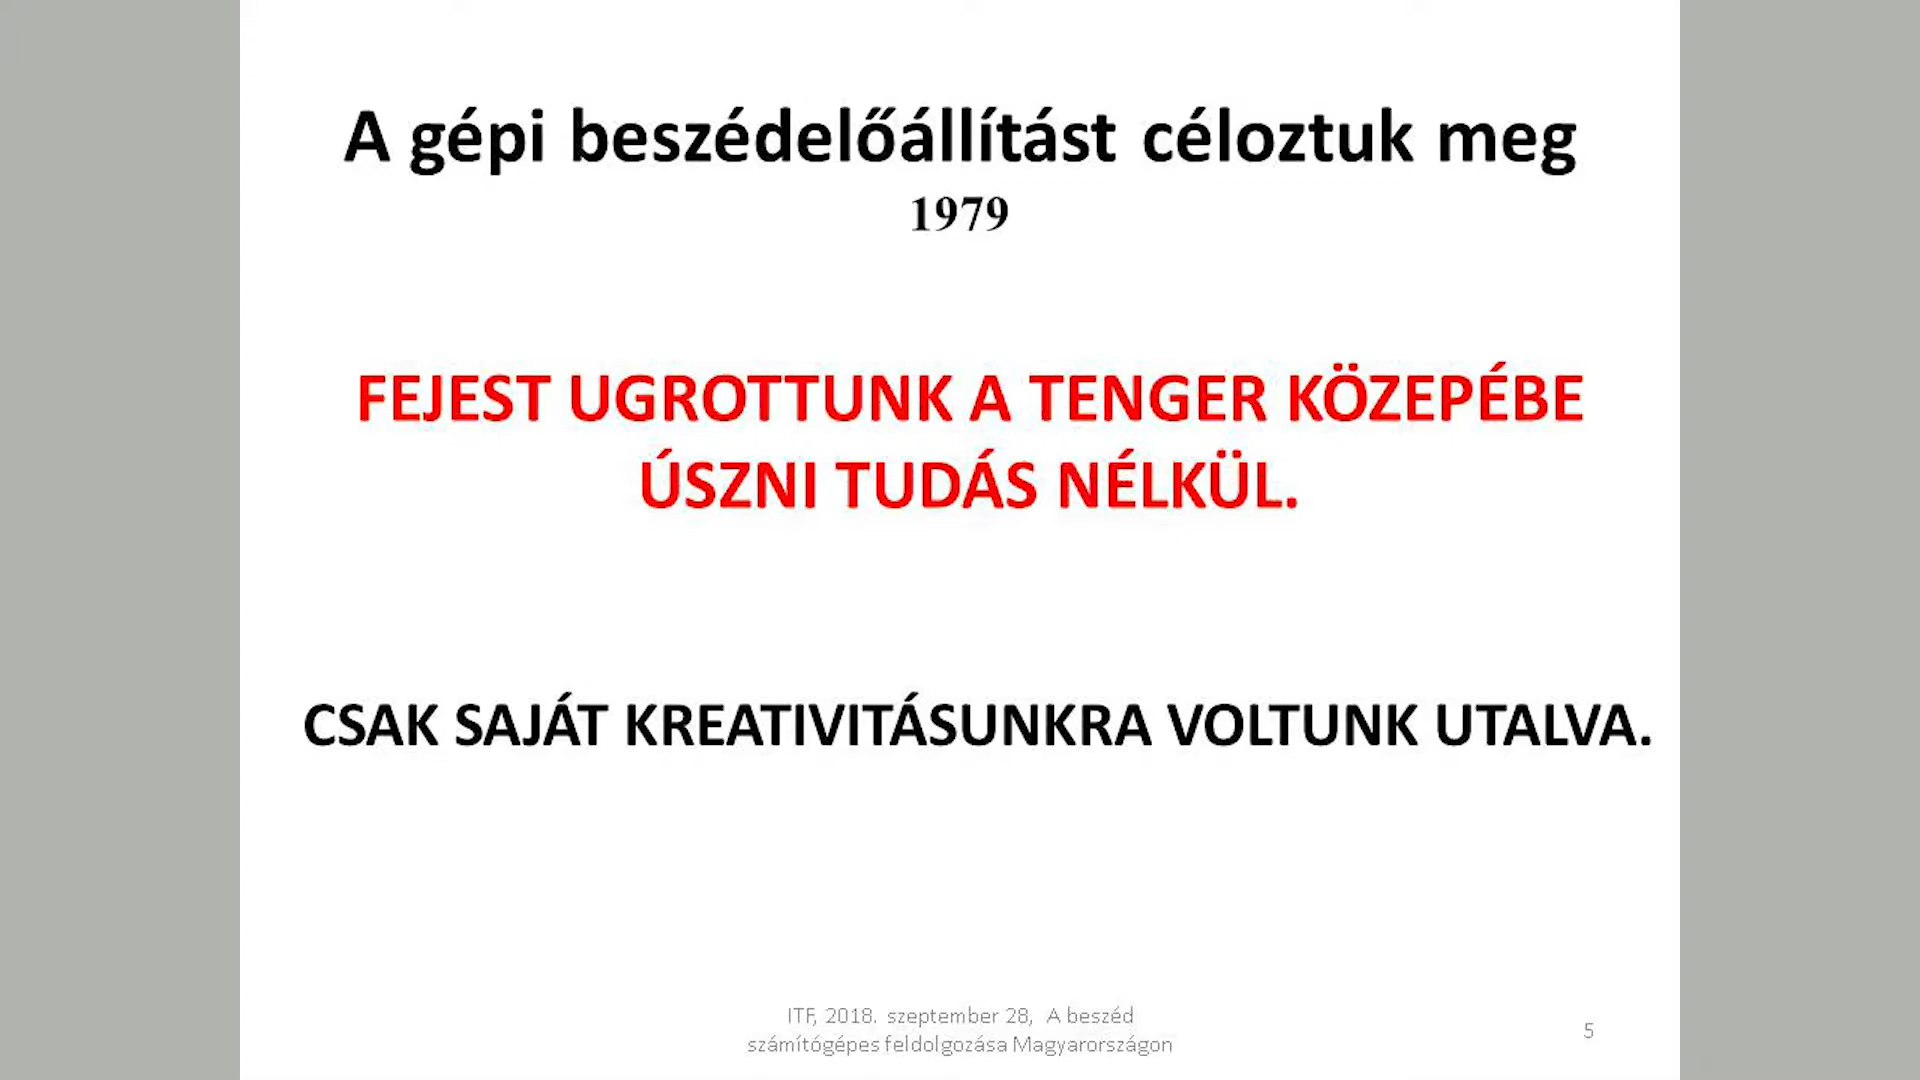 A gépi beszédelőállítást céloztuk meg
1979
FEJEST UGROTTUNK A TENGER KÖZEPÉBE
ÚSZNI TUDÁS NÉLKÜL.
CSAK SAJÁT KREATIVITÁSUNKRA VOLTUNK UTALVA.
ITF, 2018. szeptember 28, A beszéd
számítógépes feldolgozása Magyarországon
5